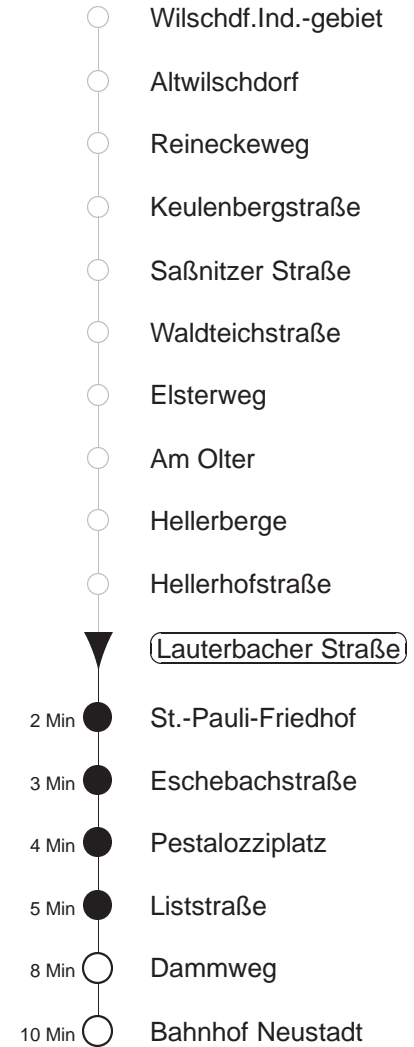 Wilschdf.Ind.-gebiet
Altwilschdorf
Reineckeweg
Keulenbergstraße
Saßnitzer Straße
Waldteichstraße
Elsterweg
Am Olter
Hellerberge
Hellerhofstraße
Lauterbacher Straße
2 Min St.-Pauli-Friedhof
3 Min Eschebachstraße
4 Min Pestalozziplatz
5 Min Liststraße
8 Min Dammweg
10 Min Bahnhof Neustadt